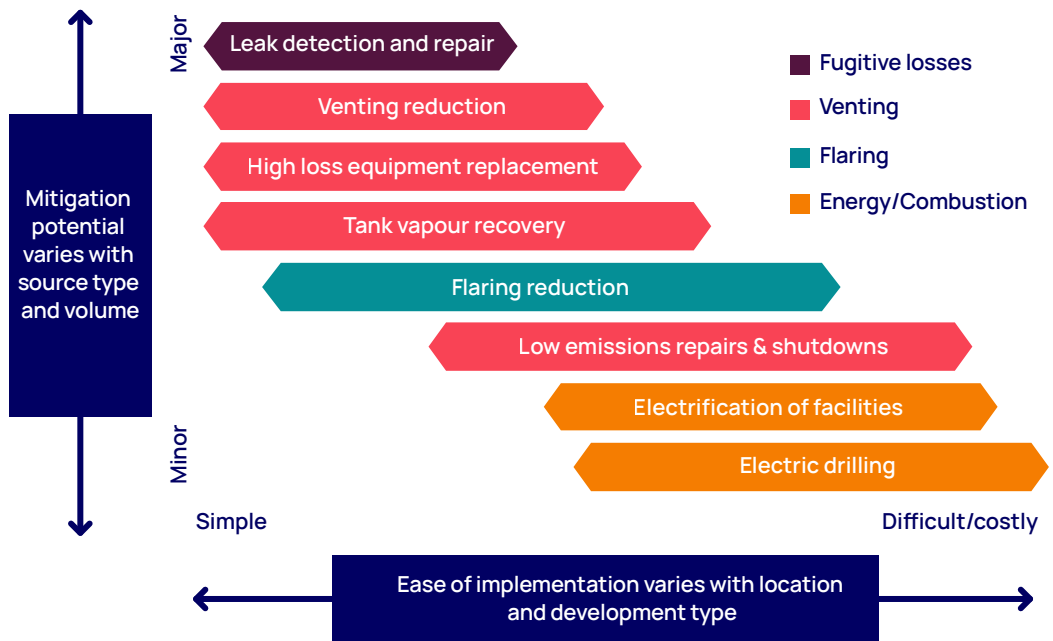 Major
Leak detection and repair
Venting reduction
High loss equipment replacement
Tank vapour recovery
Flaring reduction
Low emissions repairs & shutdowns
Electrification of facilities
Electric drilling
Fugitive losses
Venting
Flaring
Energy/Combustion
Mitigation
potential
varies with
source type
and volume
Minor
Simple
Difficult/costly
Ease of implementation varies with location
and development type